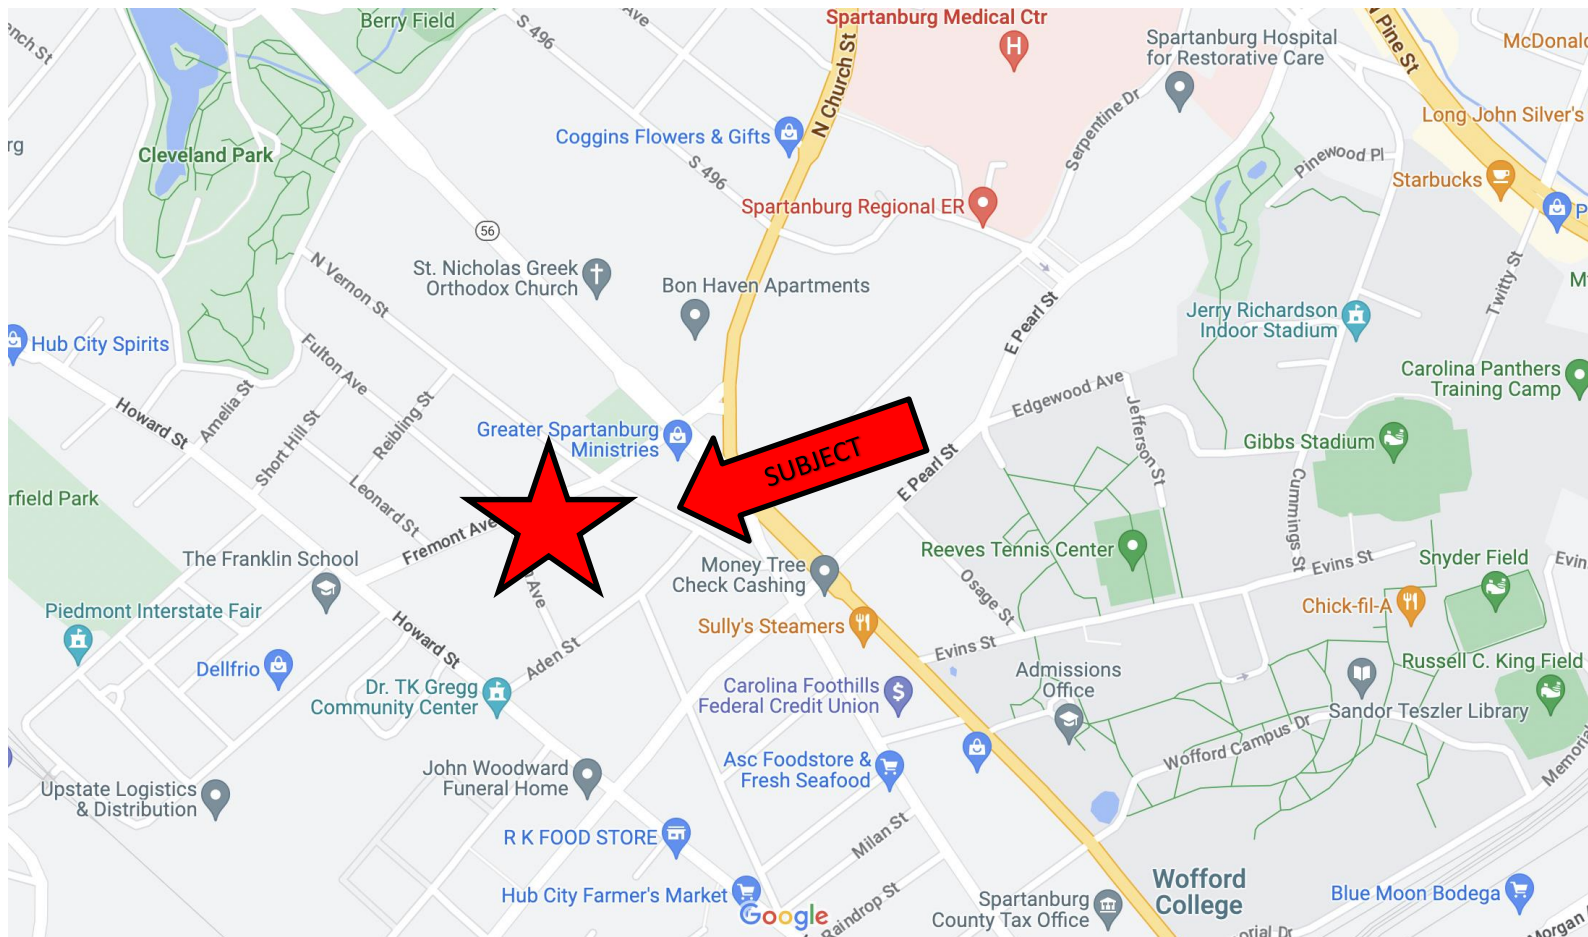 Berry Field
S 496
Ave
Spartanburg Medical Ctr
H
Spartanburg Hospital
for Restorative Care
N Pine St
N Church St
Serpentine Dr
Long John Silver's
Coggins Flowers & Gifts
Cleveland Park
S 496
Pinewood Pl
Starbucks
Spartanburg Regional ER
56
N Vernon St
St. Nicholas Greek
Orthodox Church
Bon Haven Apartments
E Pearl St
Twitty St
Jerry Richardson
Indoor Stadium
Hub City Spirits
Fulton Ave
Carolina Panthers
Training Camp
Edgewood Ave
Howard St
Amelia St
Short Hill St
Reibling St
Jefferson St
Greater Spartanburg
Ministries
SUBJECT
Gibbs Stadium
E Pearl St
Cummings St
rfield Park
Leonard St
Fremont Ave
The Franklin School
Money Tree
Check Cashing
Reeves Tennis Center
Evins St
Snyder Field
Evin
Osage St
Ave
Piedmont Interstate Fair
Howard St
Sully's Steamers
Chick-fil-A
Evins St
Aden St
Dellfrio
Dr. TK Gregg
Community Center
Carolina Foothills
Federal Credit Union
$
Admissions
Office
Russell C. King Field
Sandor Teszler Library
Wofford Campus Dr
Memorial
Asc Foodstore &
Fresh Seafood
John Woodward
Funeral Home
Upstate Logistics
& Distribution
R K FOOD STORE
Milan St
Hub City Farmer's Market
Google
Raindrop St
Spartanburg
County Tax Office
Wofford
College
Blue Moon Bodega
orial Dr
Morgan